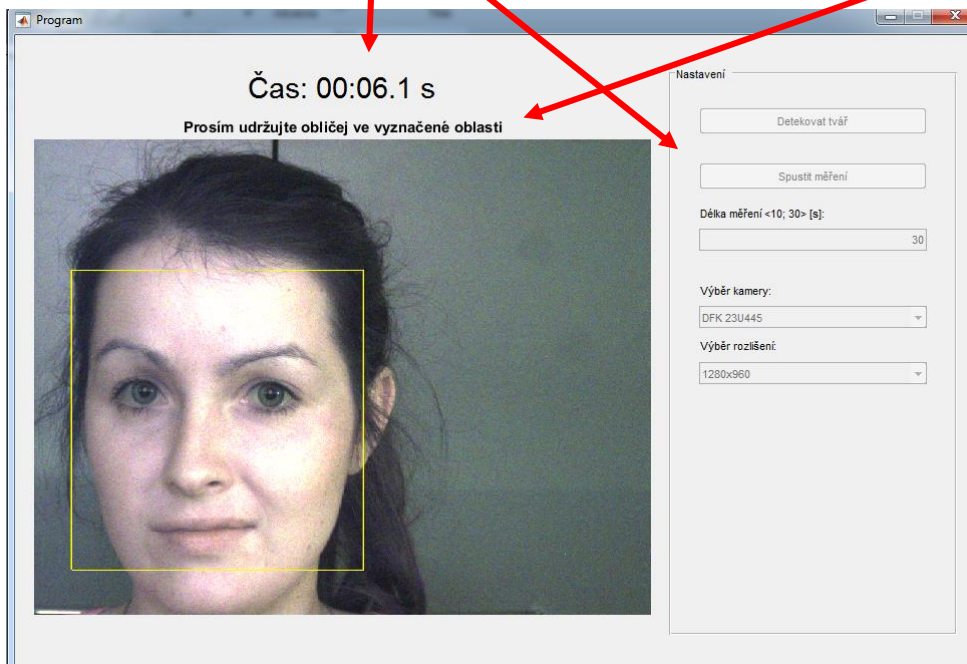 Program
Čas: 00:06.1 s
Prosím udržujte obličej ve vyznačené oblasti
Nastavení
Detekovat tvář
Spustit měření
Délka měření <10; 30> [s]:
30
Výběr kamery:
DFK 23U445
Výběr rozlišení:
1280x960